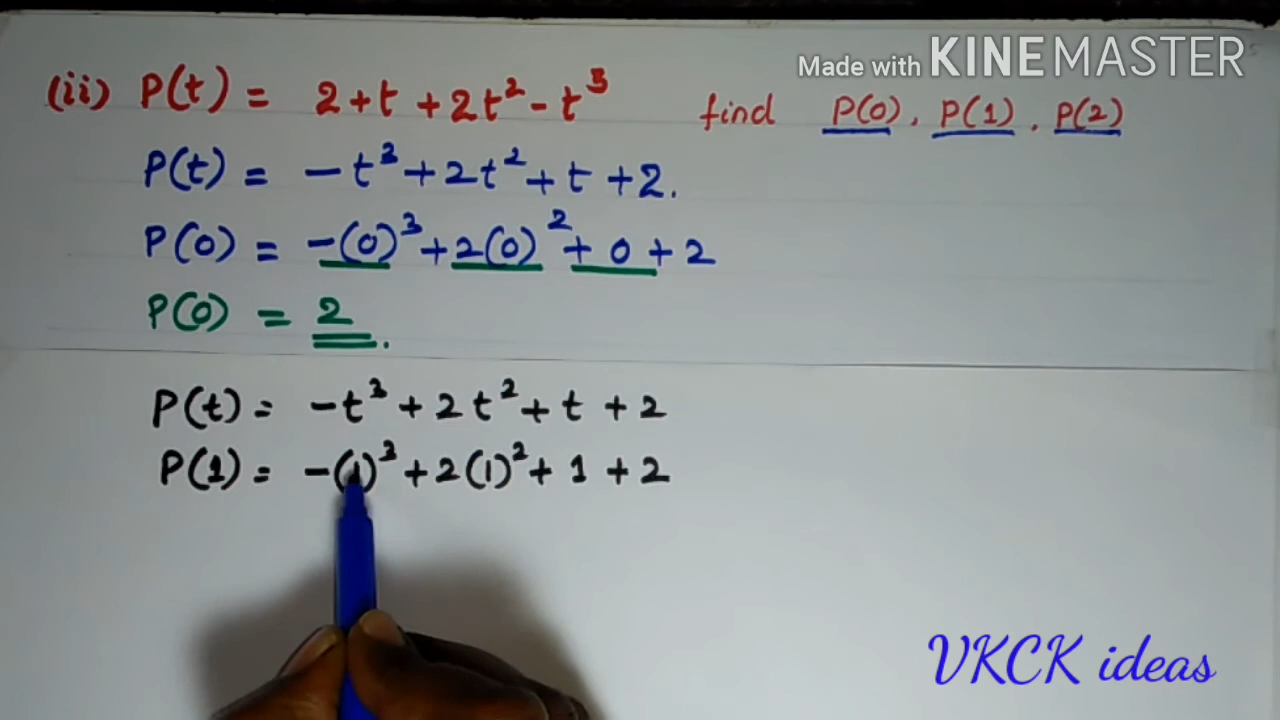 Made with KINEMASTER
(ii) P(t) = 2+t+2t²-t³ find P(0), P(1), P(2)
P(t) = -t³+2t²+t+2.
P(0) = -(0)³+2(0)²+0+2
P(0) = 2.
P(t) = -t³+2t²+t+2
P(1) = -(1)³+2(1)²+1+2
VKCK ideas